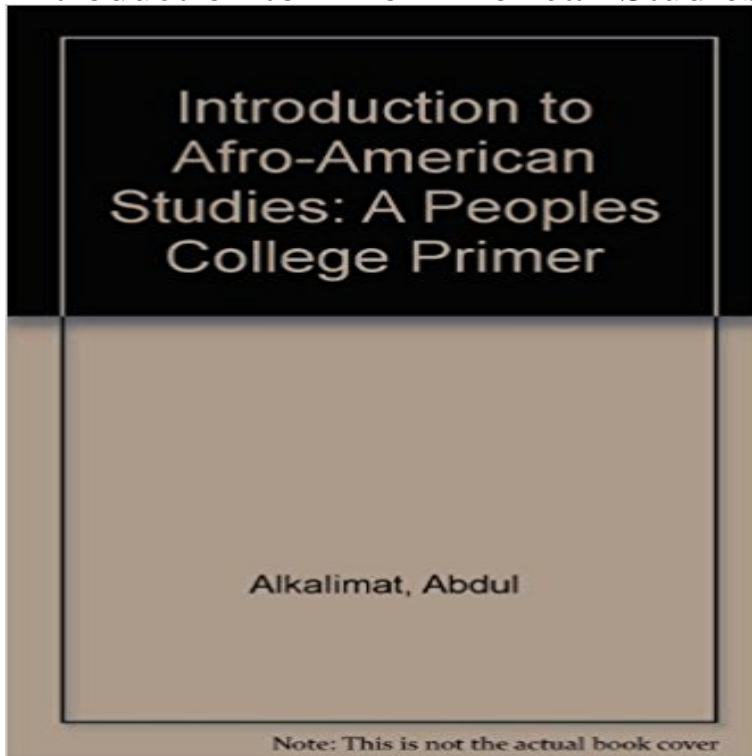 Introduction to
Afro-American
Studies: A Peoples
College Primer
Alkalimat, Abdul
Note: This is not the actual book cover